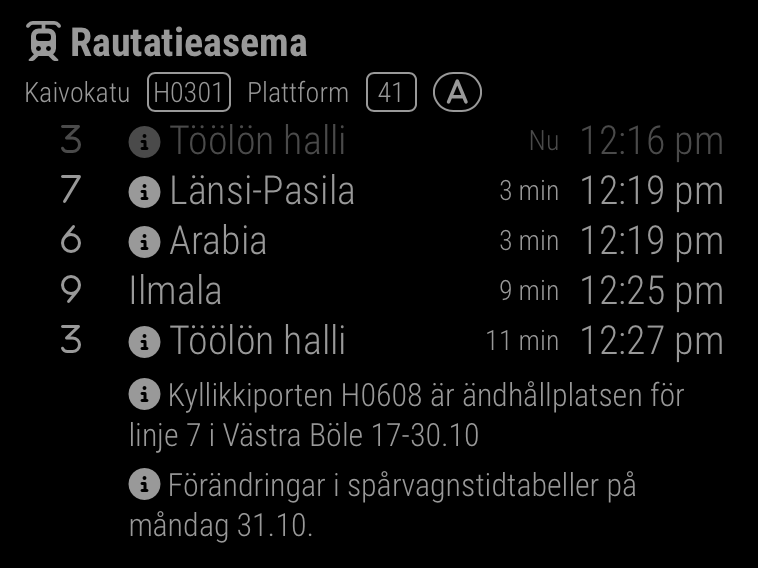 Rautatieasema
Kaivokatu H0301 Plattform 41 A
3 Töölön halli Nu 12:16 pm
7 Länsi-Pasila 3 min 12:19 pm
6 Arabia 3 min 12:19 pm
9 Ilmala 9 min 12:25 pm
3 Töölön halli 11 min 12:27 pm
Kyllikkiporten H0608 är ändhållplatsen för
linje 7 i Västra Böle 17-30.10
Förändringar i spårvagnstidtabeller på
måndag 31.10.